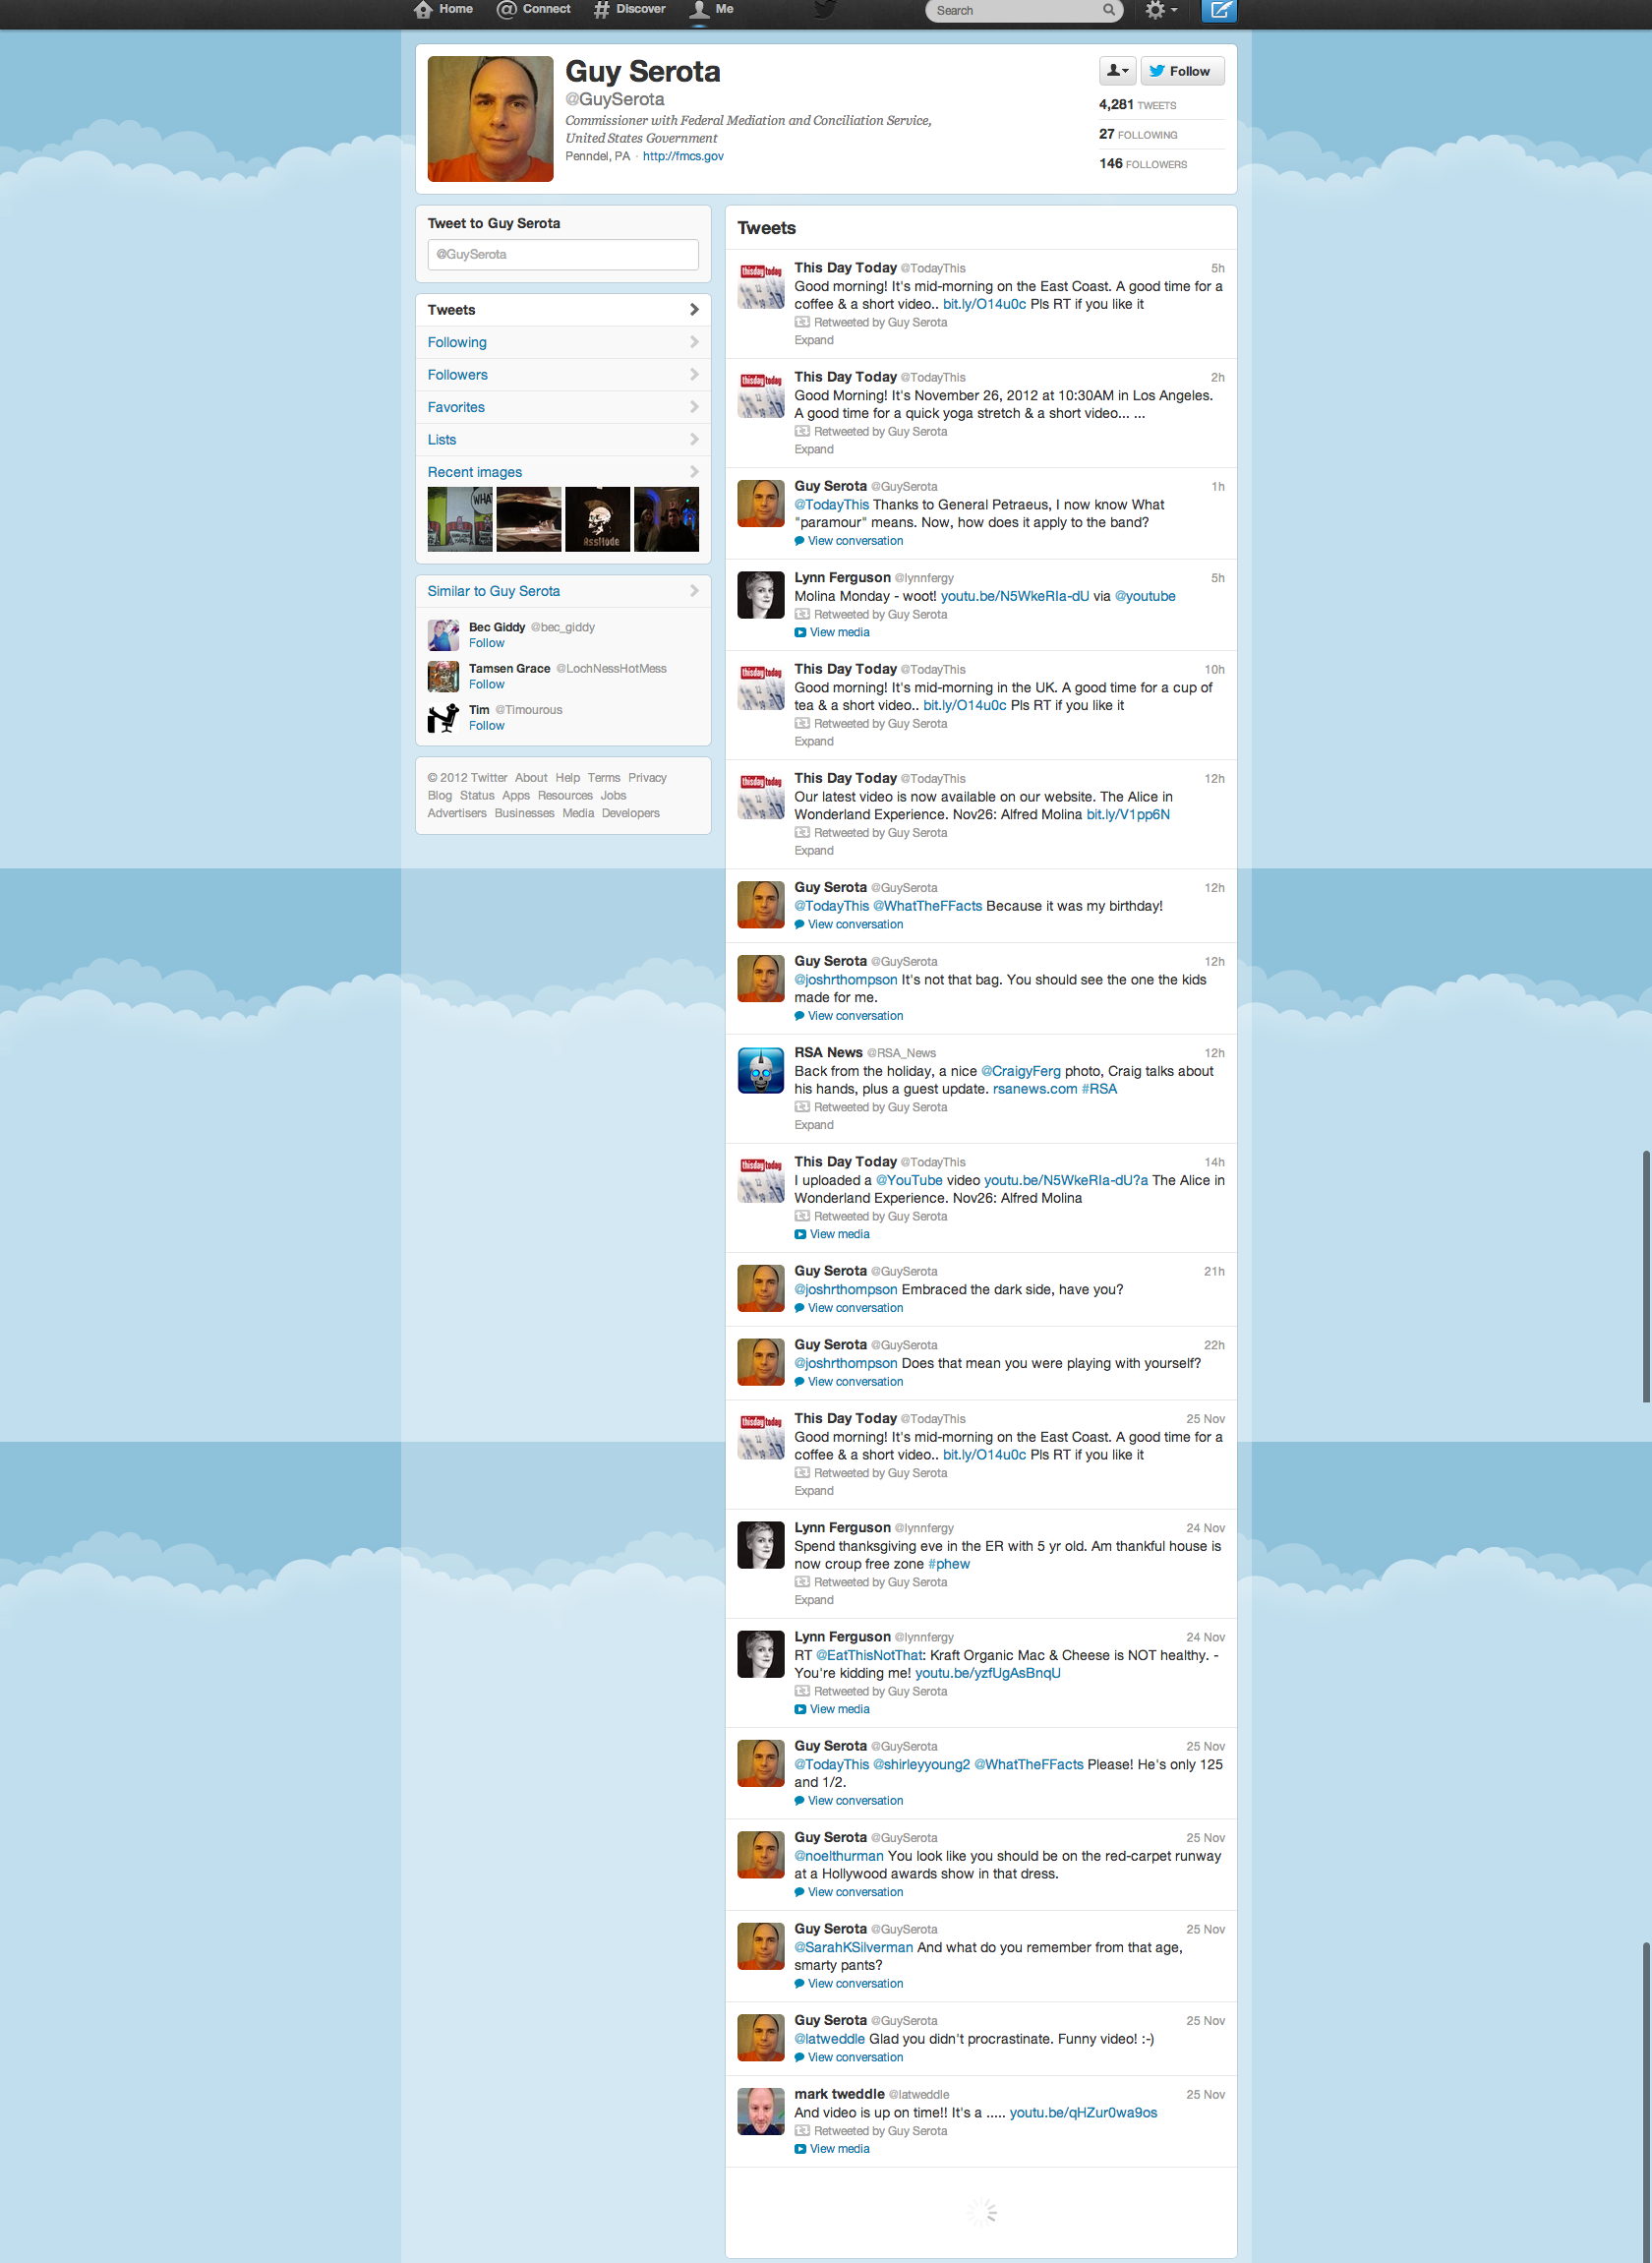 Home
Connect
Discover
Me
Search
Guy Serota
@GuySerota
Commissioner with Federal Mediation and Conciliation Service,
United States Government
Penndel, PA · http://fmcs.gov
Follow
4,281 TWEETS
27 FOLLOWING
146 FOLLOWERS
Tweet to Guy Serota
@GuySerota
Tweets
Following
Followers
Favorites
Lists
Recent images
WHA
Assitode
Similar to Guy Serota
Bec Giddy @bec_giddy
Follow
Tamsen Grace @LochNessHotMess
Follow
Tim @Timourous
Follow
© 2012 Twitter About Help Terms Privacy
Blog Status Apps Resources Jobs
Advertisers Businesses Media Developers
Tweets
thisdaytoday
This Day Today @TodayThis 5h
Good morning! It's mid-morning on the East Coast. A good time for a
coffee & a short video.. bit.ly/O14u0c Pls RT if you like it
Retweeted by Guy Serota
Expand
thisdaytoday
This Day Today @TodayThis 2h
Good Morning! It's November 26, 2012 at 10:30AM in Los Angeles.
A good time for a quick yoga stretch & a short video... ...
Retweeted by Guy Serota
Expand
Guy Serota @GuySerota 1h
@TodayThis Thanks to General Petraeus, I now know What
"paramour" means. Now, how does it apply to the band?
View conversation
Lynn Ferguson @lynnfergy 5h
Molina Monday - woot! youtu.be/N5WkeRIa-dU via @youtube
Retweeted by Guy Serota
View media
thisdaytoday
This Day Today @TodayThis 10h
Good morning! It's mid-morning in the UK. A good time for a cup of
tea & a short video.. bit.ly/O14u0c Pls RT if you like it
Retweeted by Guy Serota
Expand
thisdaytoday
This Day Today @TodayThis 12h
Our latest video is now available on our website. The Alice in
Wonderland Experience. Nov26: Alfred Molina bit.ly/V1pp6N
Retweeted by Guy Serota
Expand
Guy Serota @GuySerota 12h
@TodayThis @WhatTheFFacts Because it was my birthday!
View conversation
Guy Serota @GuySerota 12h
@joshrthompson It's not that bag. You should see the one the kids
made for me.
View conversation
RSA News @RSA_News 12h
Back from the holiday, a nice @CraigyFerg photo, Craig talks about
his hands, plus a guest update. rsanews.com #RSA
Retweeted by Guy Serota
Expand
thisdaytoday
This Day Today @TodayThis 14h
I uploaded a @YouTube video youtu.be/N5WkeRIa-dU?a The Alice in
Wonderland Experience. Nov26: Alfred Molina
Retweeted by Guy Serota
View media
Guy Serota @GuySerota 21h
@joshrthompson Embraced the dark side, have you?
View conversation
Guy Serota @GuySerota 22h
@joshrthompson Does that mean you were playing with yourself?
View conversation
thisdaytoday
This Day Today @TodayThis 25 Nov
Good morning! It's mid-morning on the East Coast. A good time for a
coffee & a short video.. bit.ly/O14u0c Pls RT if you like it
Retweeted by Guy Serota
Expand
Lynn Ferguson @lynnfergy 24 Nov
Spend thanksgiving eve in the ER with 5 yr old. Am thankful house is
now croup free zone #phew
Retweeted by Guy Serota
Expand
Lynn Ferguson @lynnfergy 24 Nov
RT @EatThisNotThat: Kraft Organic Mac & Cheese is NOT healthy. -
You're kidding me! youtu.be/yzfUgAsBnqU
Retweeted by Guy Serota
View media
Guy Serota @GuySerota 25 Nov
@TodayThis @shirleyyoung2 @WhatTheFFacts Please! He's only 125
and 1/2.
View conversation
Guy Serota @GuySerota 25 Nov
@noelthurman You look like you should be on the red-carpet runway
at a Hollywood awards show in that dress.
View conversation
Guy Serota @GuySerota 25 Nov
@SarahKSilverman And what do you remember from that age,
smarty pants?
View conversation
Guy Serota @GuySerota 25 Nov
@latweddle Glad you didn't procrastinate. Funny video! :-)
View conversation
mark tweddle @latweddle 25 Nov
And video is up on time!! It's a ..... youtu.be/qHZur0wa9os
Retweeted by Guy Serota
View media